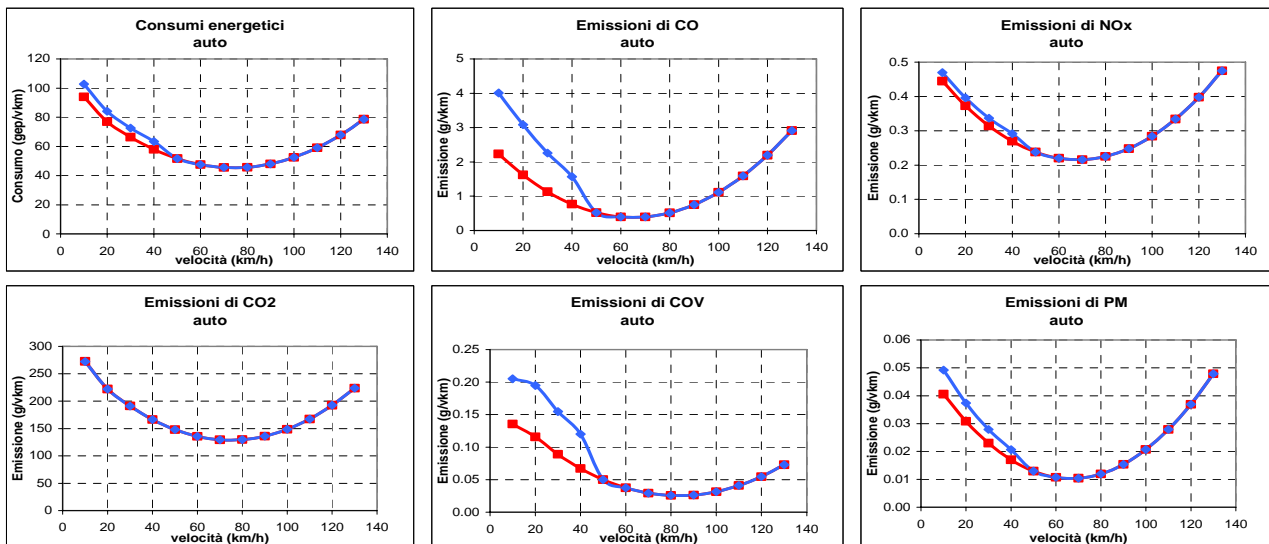 Consumi energetici
auto
Consumo (gep/vkm)
120
100
80
60
40
20
0
0 20 40 60 80 100 120 140
velocità (km/h)
Emissioni di CO
auto
Emissione (g/vkm)
5
4
3
2
1
0
0 20 40 60 80 100 120 140
velocità (km/h)
Emissioni di NOx
auto
Emissione (g/vkm)
0.5
0.4
0.3
0.2
0.1
0.0
0 20 40 60 80 100 120 140
velocità (km/h)
Emissioni di CO2
auto
Emissione (g/vkm)
300
250
200
150
100
50
0
0 20 40 60 80 100 120 140
velocità (km/h)
Emissioni di COV
auto
Emissione (g/vkm)
0.25
0.20
0.15
0.10
0.05
0.00
0 20 40 60 80 100 120 140
velocità (km/h)
Emissioni di PM
auto
Emissione (g/vkm)
0.06
0.05
0.04
0.03
0.02
0.01
0.00
0 20 40 60 80 100 120 140
velocità (km/h)